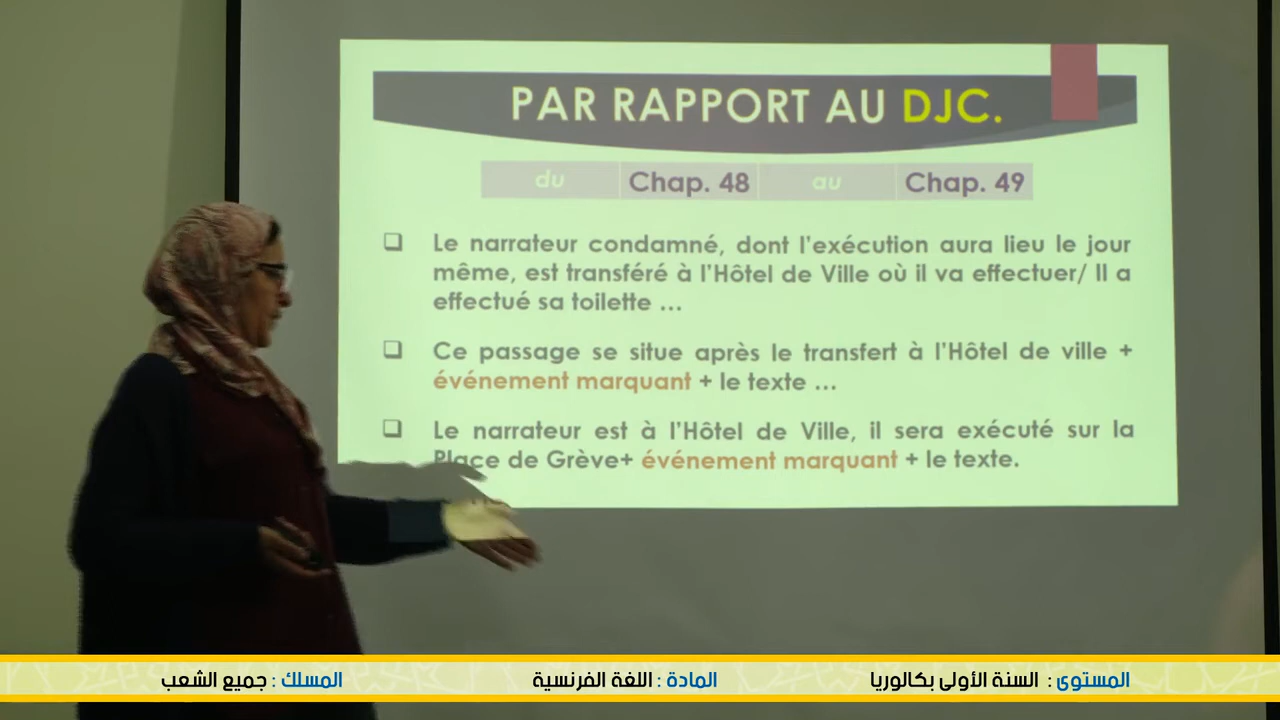 PAR RAPPORT AU DJC.
du Chap. 48 au Chap. 49
❑ Le narrateur condamné, dont l'exécution aura lieu le jour
même, est transféré à l'Hôtel de Ville où il va effectuer/ Il a
effectué sa toilette ...
❑ Ce passage se situe après le transfert à l'Hôtel de ville +
événement marquant + le texte ...
❑ Le narrateur est à l'Hôtel de Ville, il sera exécuté sur la
Place de Grève+ événement marquant + le texte.
المستوى : السنة الأولى بكالوريا المادة : اللغة الفرنسية المسلك : جميع الشعب